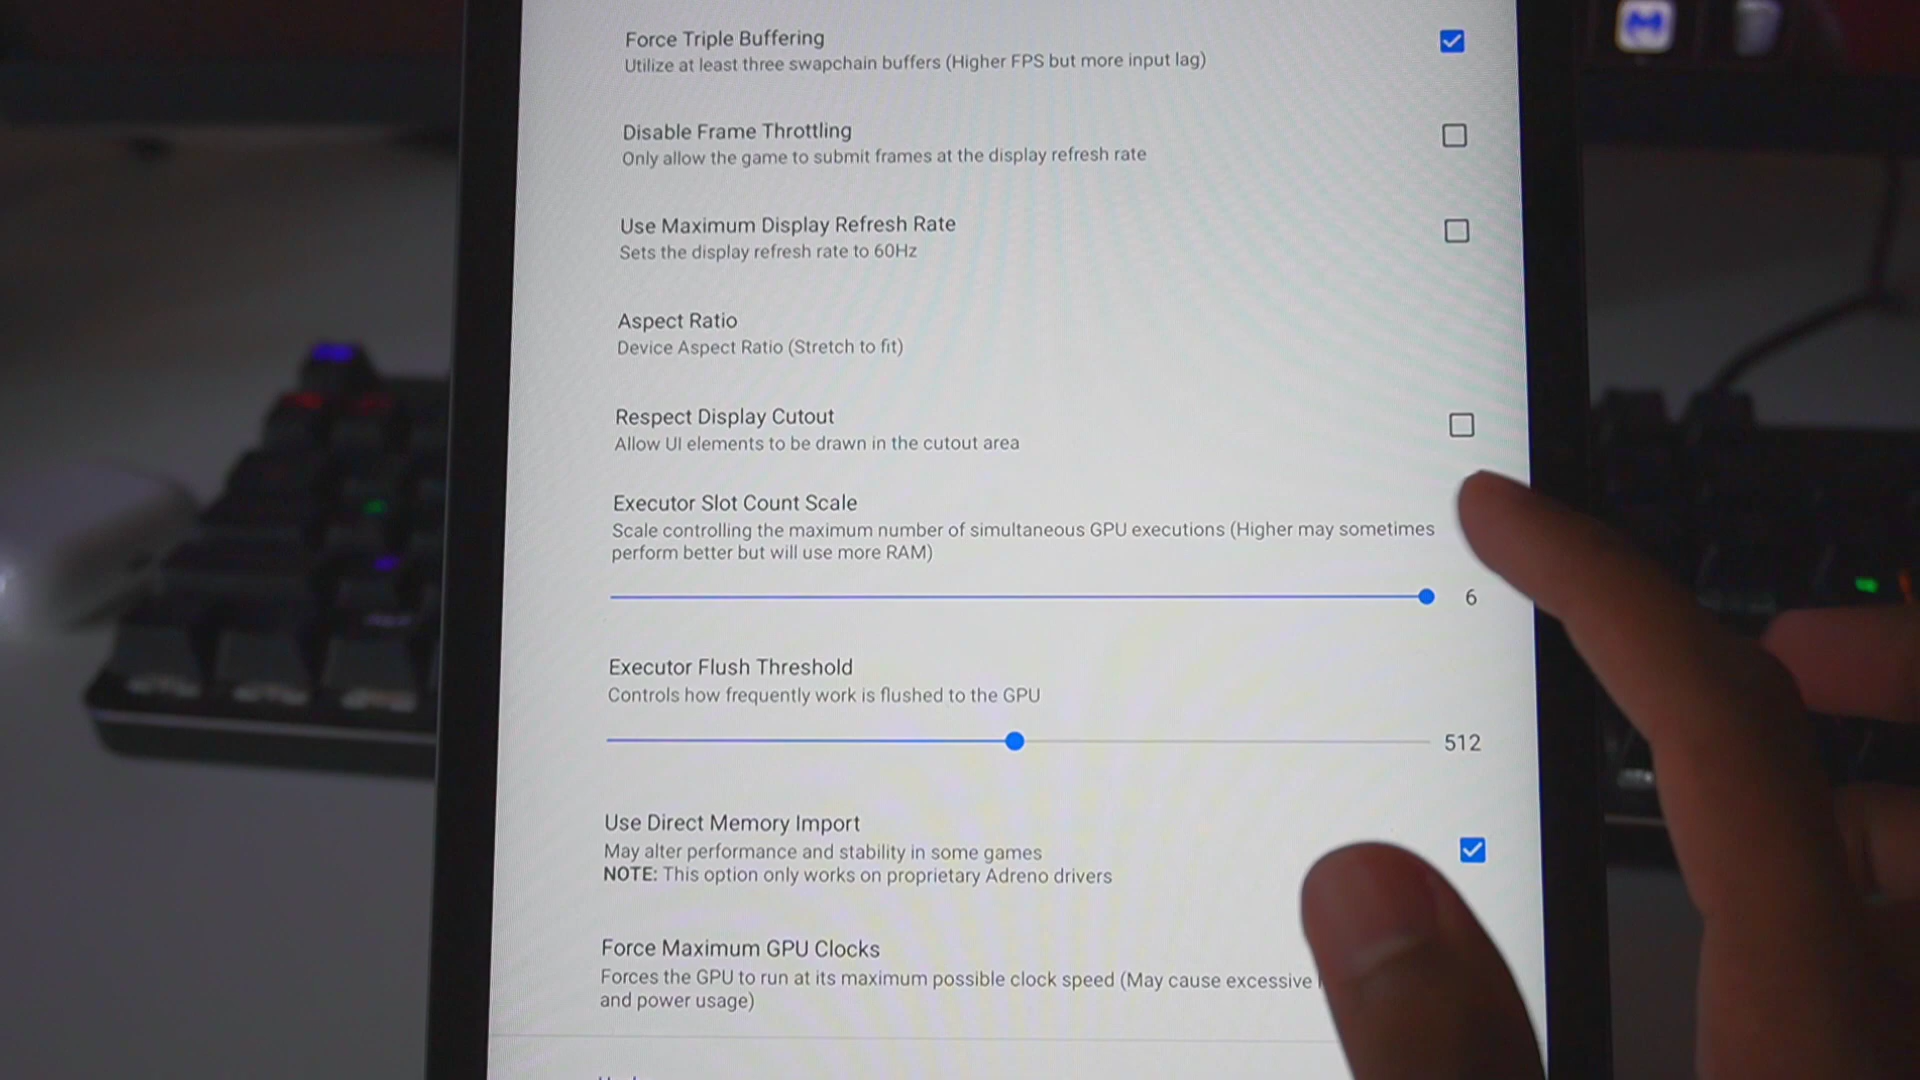 Force Triple Buffering
Utilize at least three swapchain buffers (Higher FPS but more input lag)
Disable Frame Throttling
Only allow the game to submit frames at the display refresh rate
Use Maximum Display Refresh Rate
Sets the display refresh rate to 60Hz
Aspect Ratio
Device Aspect Ratio (Stretch to fit)
Respect Display Cutout
Allow UI elements to be drawn in the cutout area
Executor Slot Count Scale
Scale controlling the maximum number of simultaneous GPU executions (Higher may sometimes
perform better but will use more RAM)
6
Executor Flush Threshold
Controls how frequently work is flushed to the GPU
512
Use Direct Memory Import
May alter performance and stability in some games
NOTE: This option only works on proprietary Adreno drivers
Force Maximum GPU Clocks
Forces the GPU to run at its maximum possible clock speed (May cause excessive
and power usage)